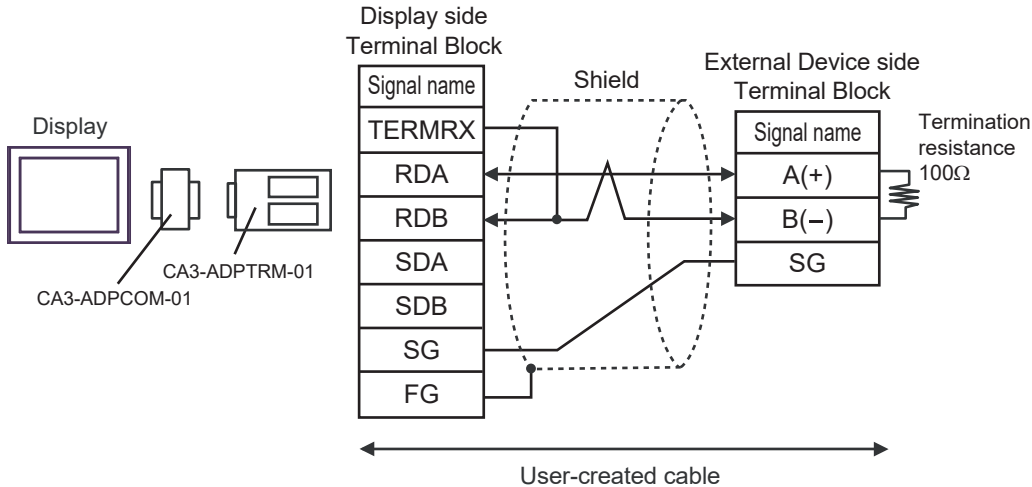 Display side
Terminal Block
Signal name
TERMRX
RDA
RDB
SDA
SDB
SG
FG
Shield
External Device side
Terminal Block
Signal name
A(+)
B(−)
SG
Termination
resistance
100Ω
Display
CA3-ADPTRM-01
CA3-ADPCOM-01
User-created cable